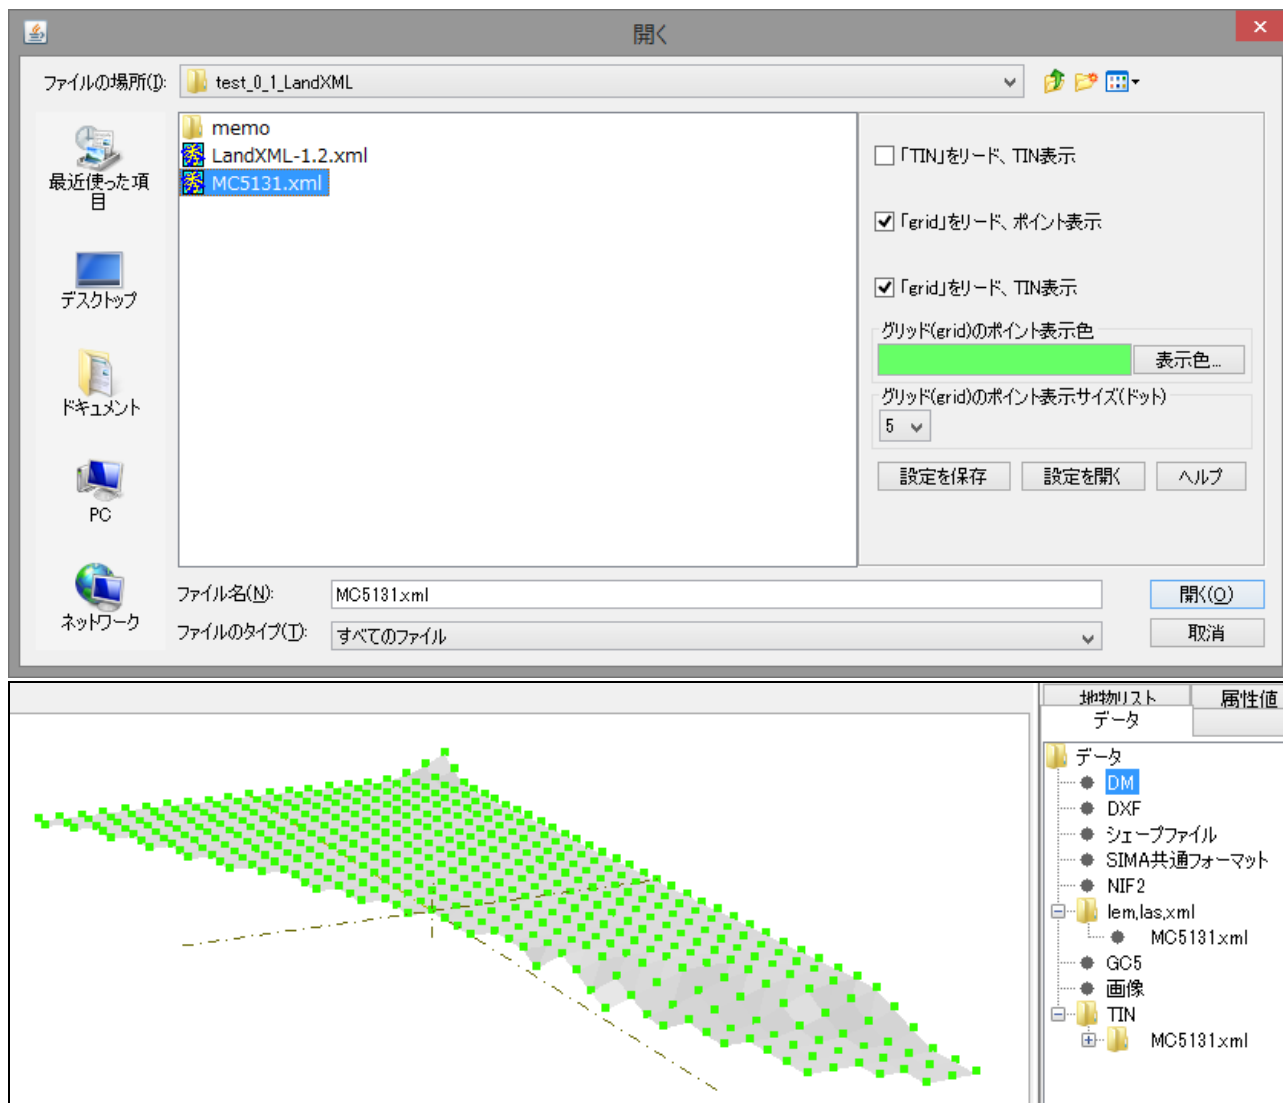 開く
ファイルの場所(I):
test_0_1_LandXML
最近使った項
目
デスクトップ
ドキュメント
PC
ネットワーク
memo
LandXML-1.2.xml
MC5131.xml
「TIN」をリード、TIN表示
「grid」をリード、ポイント表示
「grid」をリード、TIN表示
グリッド(grid)のポイント表示色
表示色...
グリッド(grid)のポイント表示サイズ(ドット)
5
設定を保存 設定を開く ヘルプ
ファイル名(N): MC5131.xml 開く(O)
ファイルのタイプ(T): すべてのファイル 取消
地物リスト 属性値
データ
データ
DM
DXF
シェープファイル
SIMA共通フォーマット
NIF2
lem,las,xml
MC5131.xml
GC5
画像
TIN
MC5131.xml